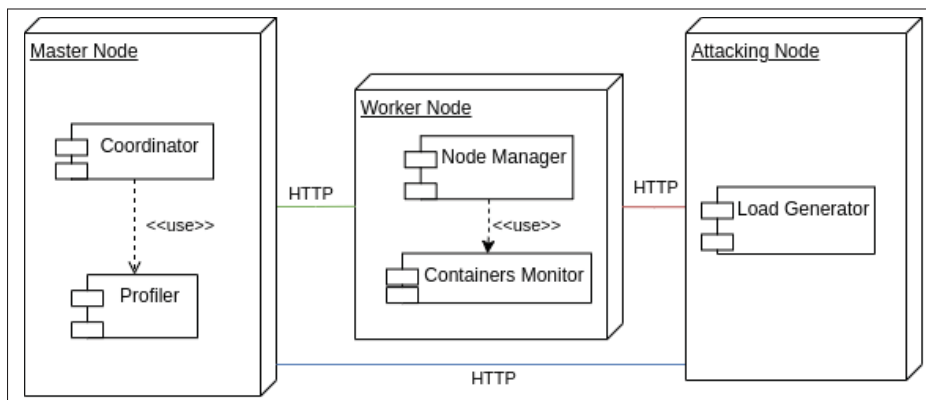 Master Node
Coordinator
<<use>>
Profiler
HTTP
Worker Node
Node Manager
<<use>>
Containers Monitor
HTTP
Attacking Node
Load Generator
HTTP